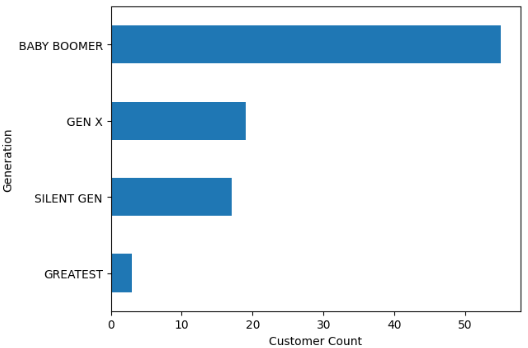 BABY BOOMER
GEN X
SILENT GEN
GREATEST
Generation
0 10 20 30 40 50
Customer Count